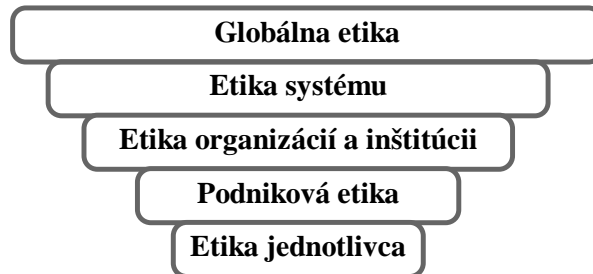 Globálna etika
Etika systému
Etika organizácií a inštitúcii
Podniková etika
Etika jednotlivca